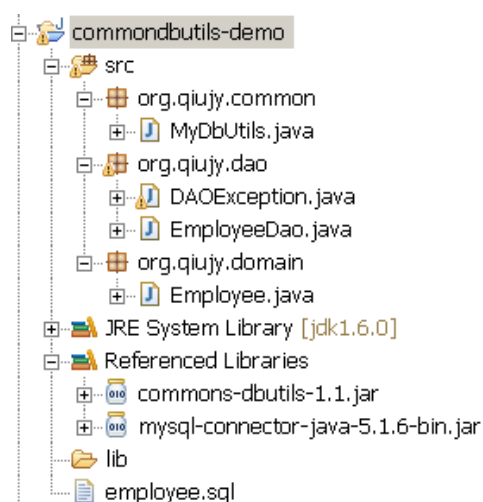 commondbutils-demo
src
org.qiujy.common
MyDbUtils.java
org.qiujy.dao
DAOException.java
EmployeeDao.java
org.qiujy.domain
Employee.java
JRE System Library [jdk1.6.0]
Referenced Libraries
commons-dbutils-1.1.jar
mysql-connector-java-5.1.6-bin.jar
lib
employee.sql